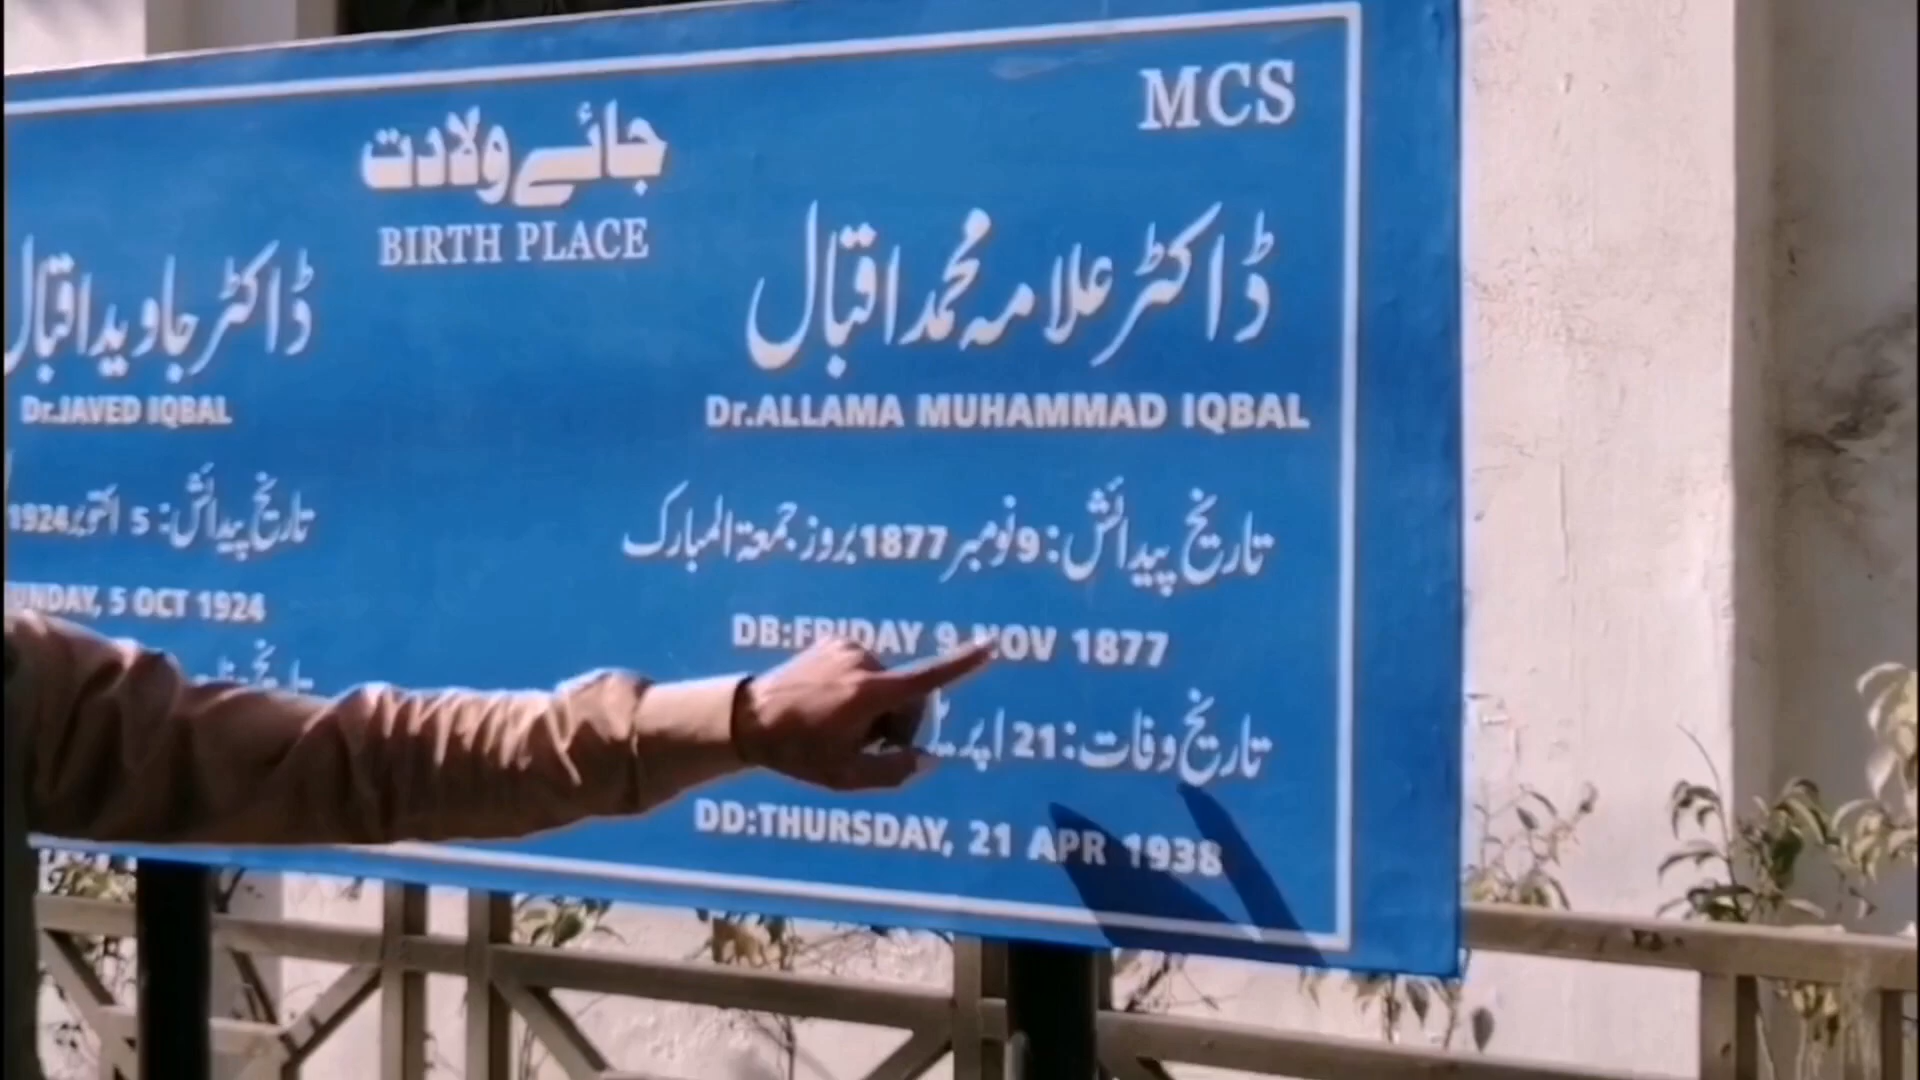 MCS
جائے ولادت
BIRTH PLACE
ڈاکٹر علامہ محمد اقبال
Dr.ALLAMA MUHAMMAD IQBAL
تاریخ پیدائش: 9 نومبر 1877 بروز جمعۃ المبارک
DB:FRIDAY 9 NOV 1877
تاریخ وفات: 21 اپریل
DD:THURSDAY, 21 APR 1938
ڈاکٹر جاوید اقبال
Dr.JAVED IQBAL
تاریخ پیدائش: 5 اکتوبر 1924
UNDAY, 5 OCT 1924
تاریخ